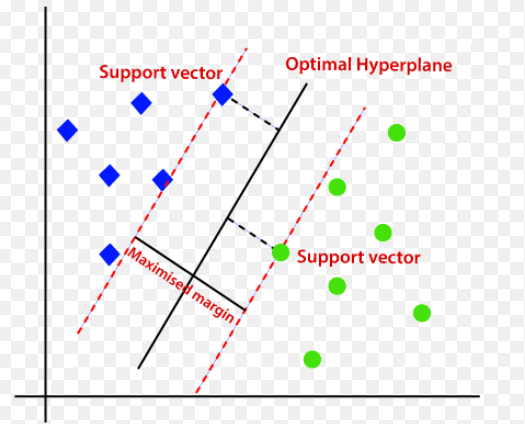 Support vector
Optimal Hyperplane
Support vector
Maximised margin